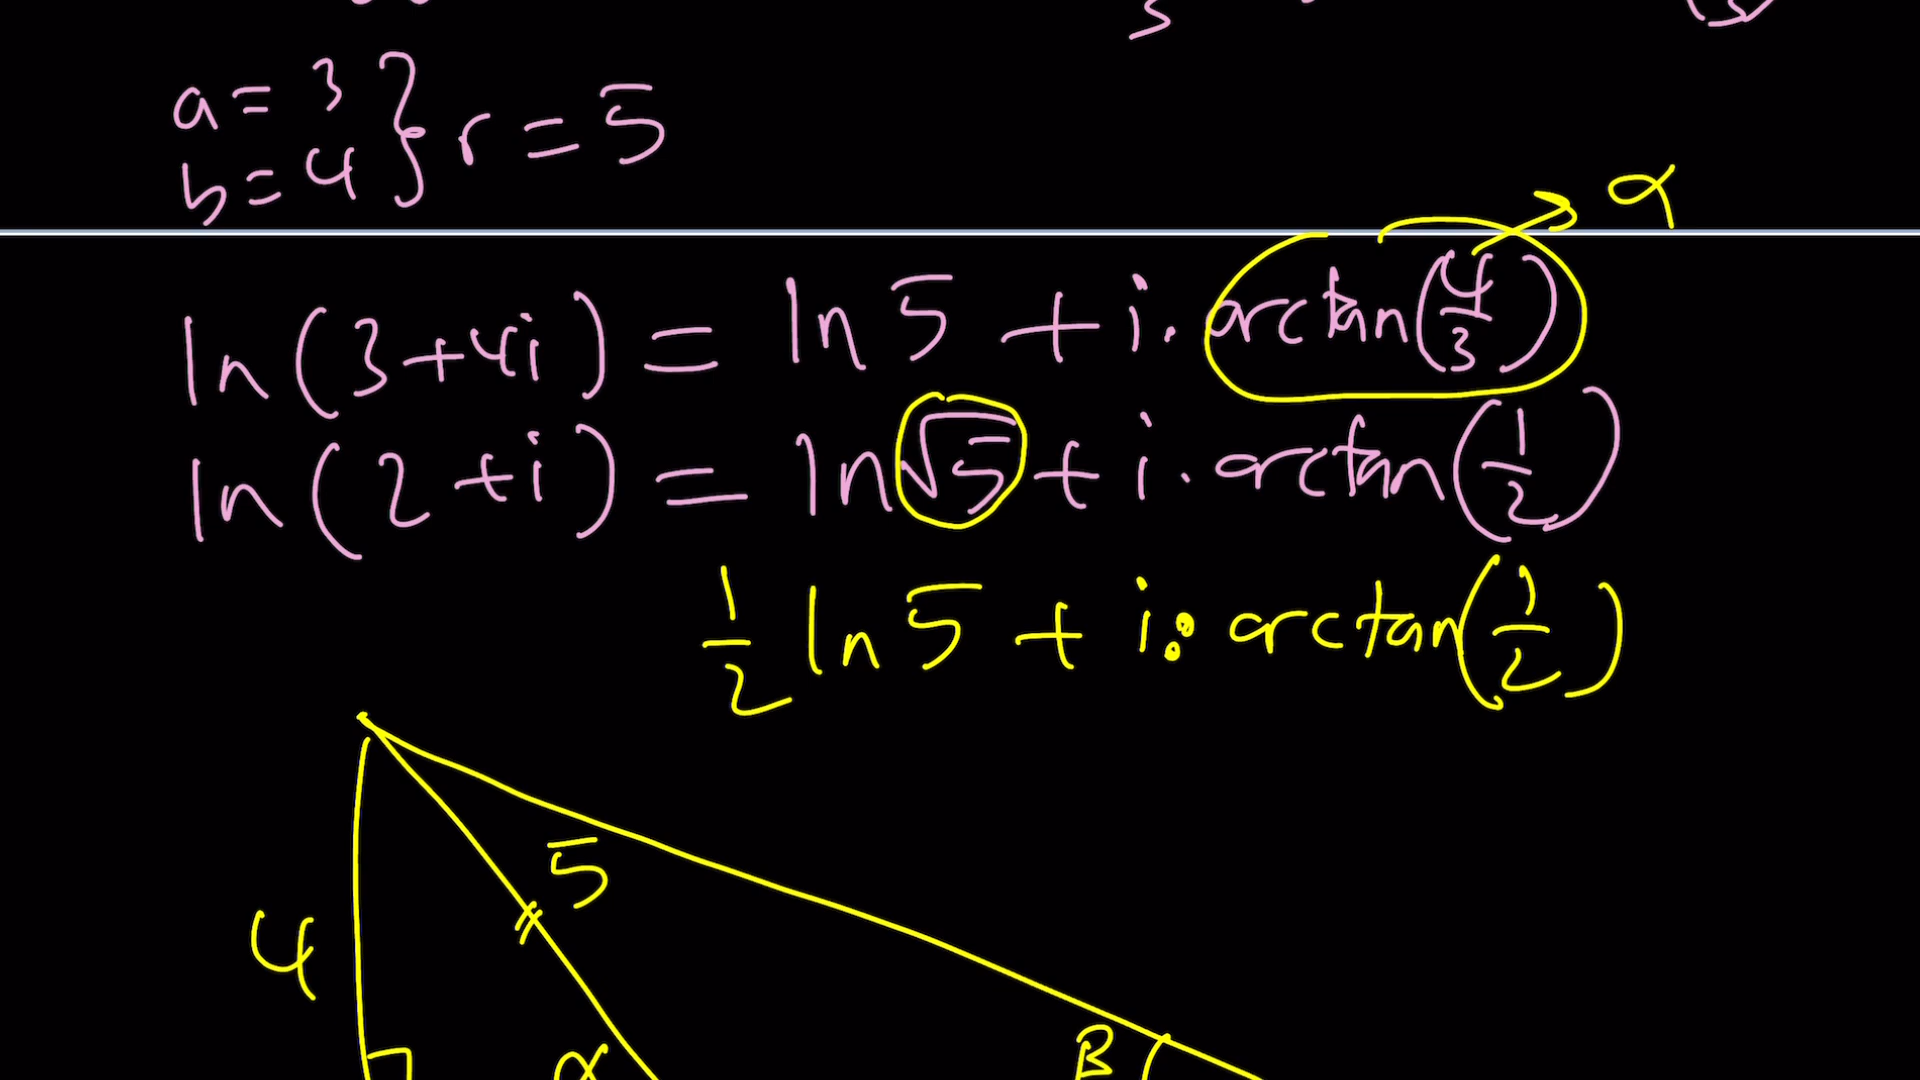 a = 3 } r = 5
b = 4
α
ln(3+4i) = ln 5 + i. arctan(4/3)
ln(2+i) = ln√5 + i. arctan(1/2)
1/2 ln 5 + i. arctan(1/2)
5
4
α
B